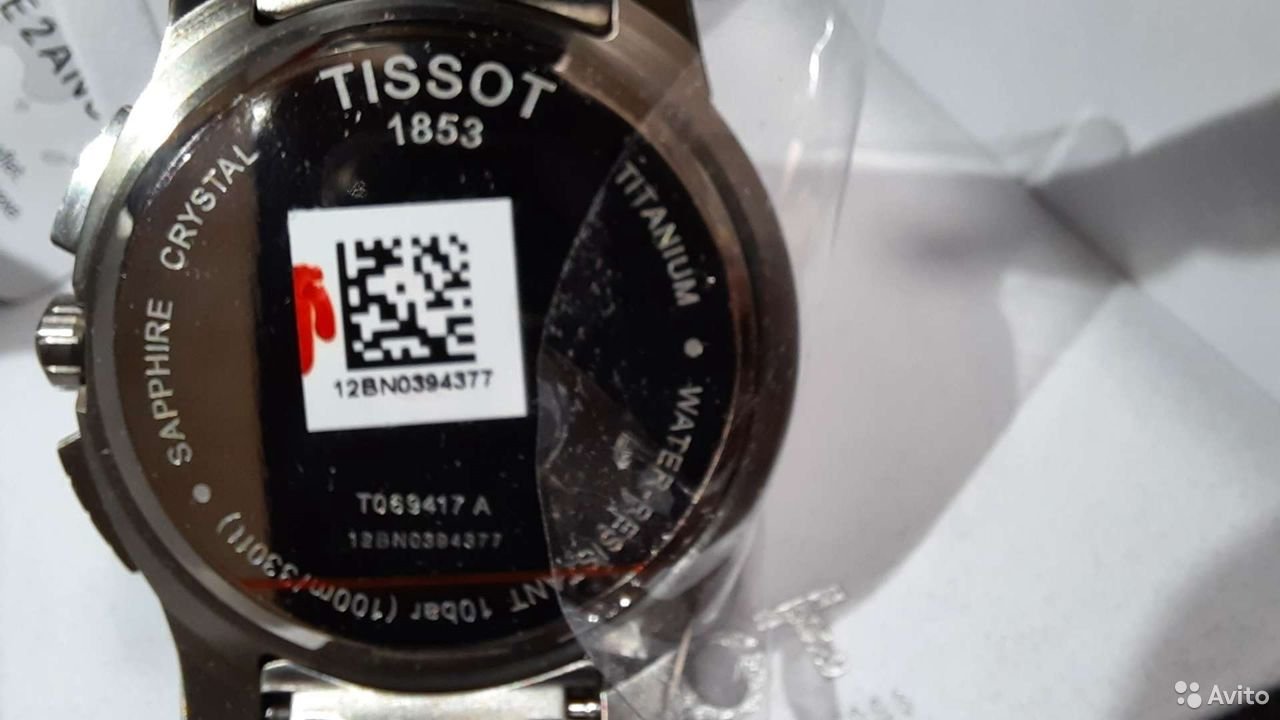 TISSOT
1853
SAPPHIRE CRYSTAL
TITANIUM • WATER-RESISTANT 10bar (100m/330ft) •
12BN0394377
T069417 A
12BN0394377
Avito